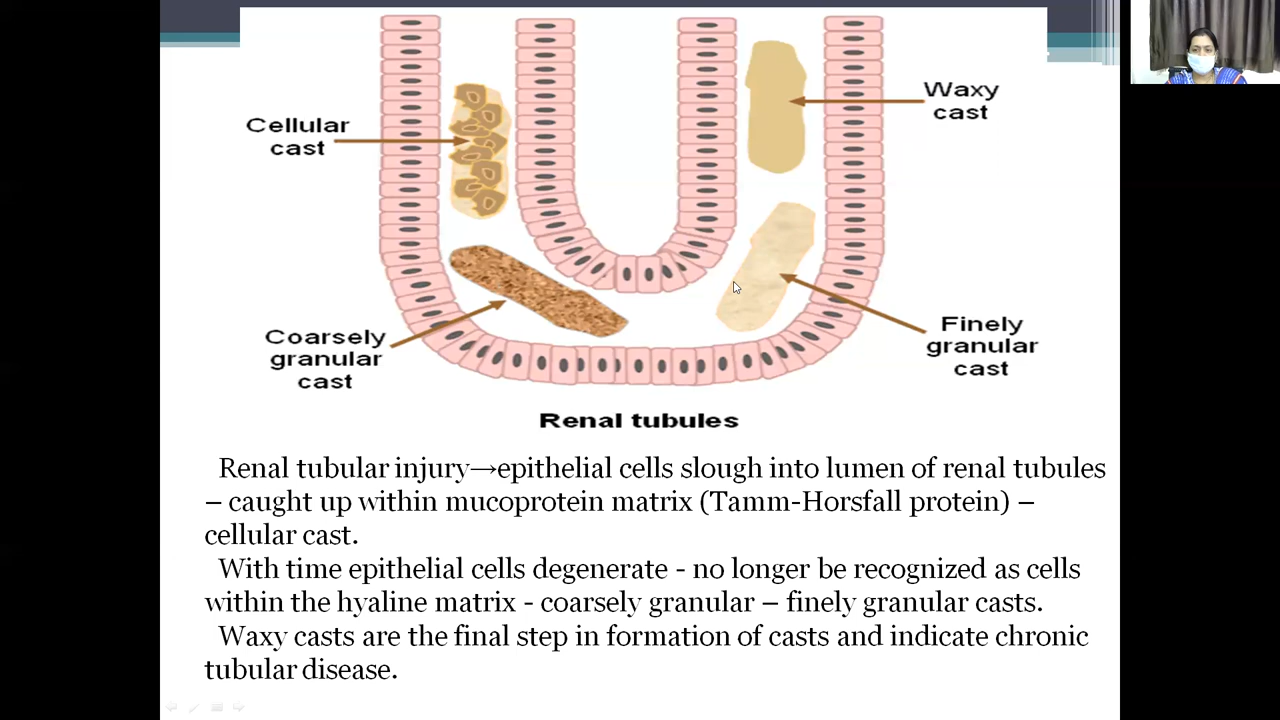 Waxy
cast
Cellular
cast
Coarsely
granular
cast
Finely
granular
cast
Renal tubules
Renal tubular injury→epithelial cells slough into lumen of renal tubules
– caught up within mucoprotein matrix (Tamm-Horsfall protein) –
cellular cast.
With time epithelial cells degenerate - no longer be recognized as cells
within the hyaline matrix - coarsely granular – finely granular casts.
Waxy casts are the final step in formation of casts and indicate chronic
tubular disease.